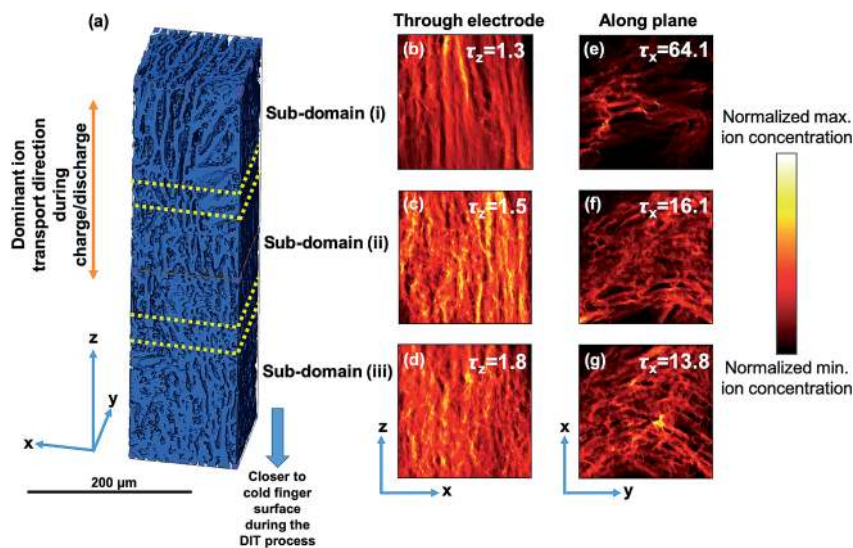 (a)
Dominant ion
transport direction
during
charge/discharge
Sub-domain (i)
Sub-domain (ii)
Sub-domain (iii)
z
y
x
200 μm
Closer to
cold finger
surface
during the
DIT process
Through electrode
Along plane
(b)
τz=1.3
(e)
τx=64.1
(c)
τz=1.5
(f)
τx=16.1
(d)
τz=1.8
(g)
τx=13.8
z
x
x
y
Normalized max.
ion concentration
Normalized min.
ion concentration